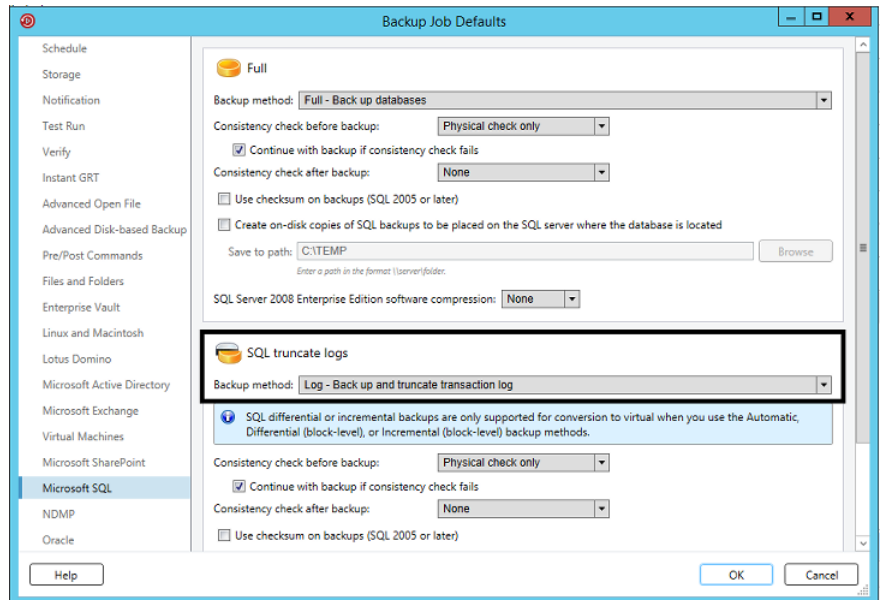 Backup Job Defaults
Schedule
Storage
Notification
Test Run
Verify
Instant GRT
Advanced Open File
Advanced Disk-based Backup
Pre/Post Commands
Files and Folders
Enterprise Vault
Linux and Macintosh
Lotus Domino
Microsoft Active Directory
Microsoft Exchange
Virtual Machines
Microsoft SharePoint
Microsoft SQL
NDMP
Oracle
Full
Backup method: Full - Back up databases
Consistency check before backup: Physical check only
Continue with backup if consistency check fails
Consistency check after backup: None
Use checksum on backups (SQL 2005 or later)
Create on-disk copies of SQL backups to be placed on the SQL server where the database is located
Save to path: C:\TEMP Browse
Enter a path in the format \\server\folder.
SQL Server 2008 Enterprise Edition software compression: None
SQL truncate logs
Backup method: Log - Back up and truncate transaction log
SQL differential or incremental backups are only supported for conversion to virtual when you use the Automatic,
Differential (block-level), or Incremental (block-level) backup methods.
Consistency check before backup: Physical check only
Continue with backup if consistency check fails
Consistency check after backup: None
Use checksum on backups (SQL 2005 or later)
Help OK Cancel